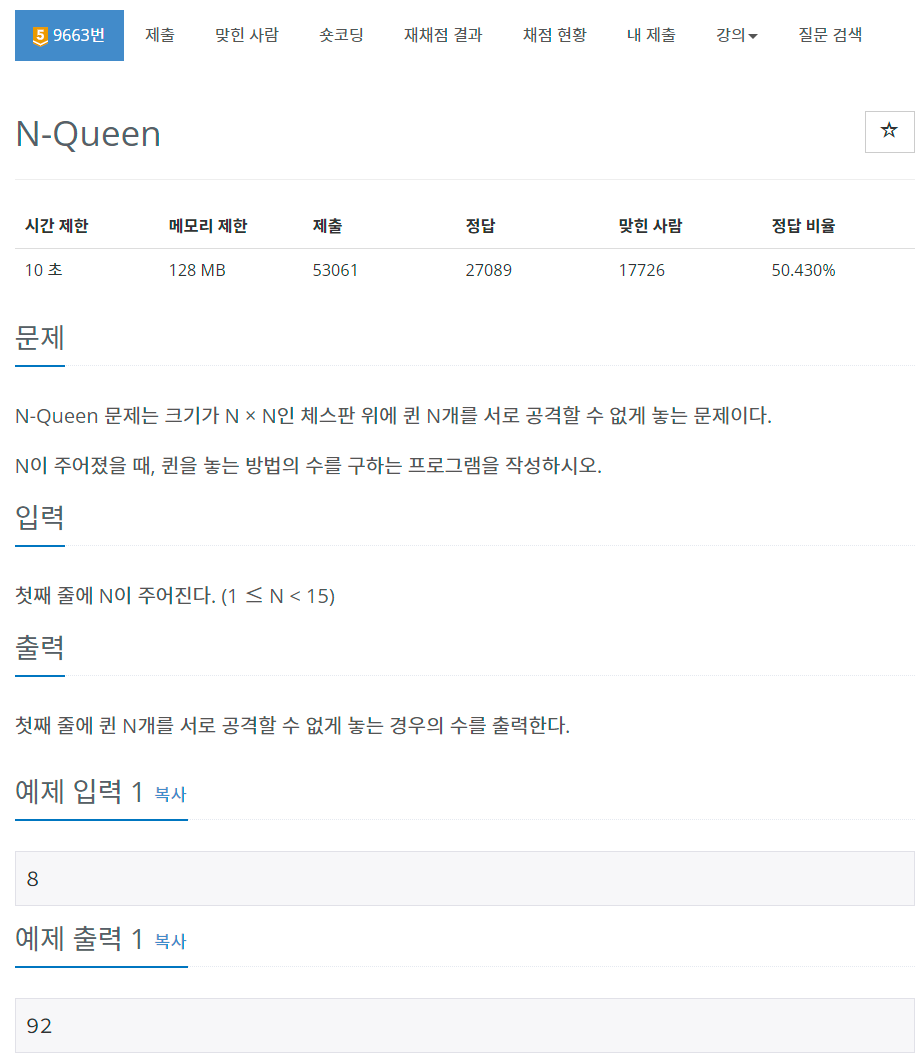 5 9663번 제출 맞힌 사람 숏코딩 재채점 결과 채점 현황 내 제출 강의 질문 검색
N-Queen
시간 제한 메모리 제한 제출 정답 맞힌 사람 정답 비율
10 초 128 MB 53061 27089 17726 50.430%
문제
N-Queen 문제는 크기가 N × N인 체스판 위에 퀸 N개를 서로 공격할 수 없게 놓는 문제이다.
N이 주어졌을 때, 퀸을 놓는 방법의 수를 구하는 프로그램을 작성하시오.
입력
첫째 줄에 N이 주어진다. (1 ≤ N < 15)
출력
첫째 줄에 퀸 N개를 서로 공격할 수 없게 놓는 경우의 수를 출력한다.
예제 입력 1 복사
8
예제 출력 1 복사
92